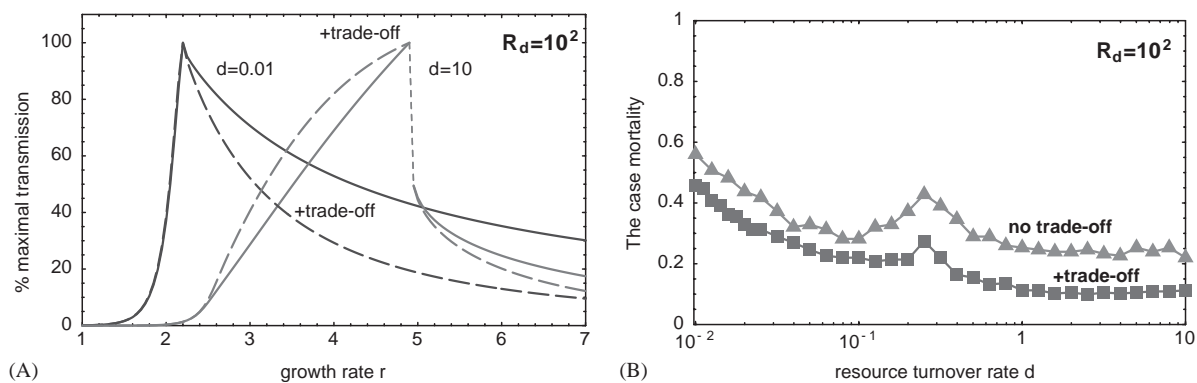 +trade-off
R_d=10^2
d=0.01
d=10
+trade-off
% maximal transmission
100
80
60
40
20
0
1 2 3 4 5 6 7
(A)
growth rate r
R_d=10^2
The case mortality
1
0.8
0.6
0.4
0.2
0
no trade-off
+trade-off
10^-2 10^-1 1 10
(B)
resource turnover rate d